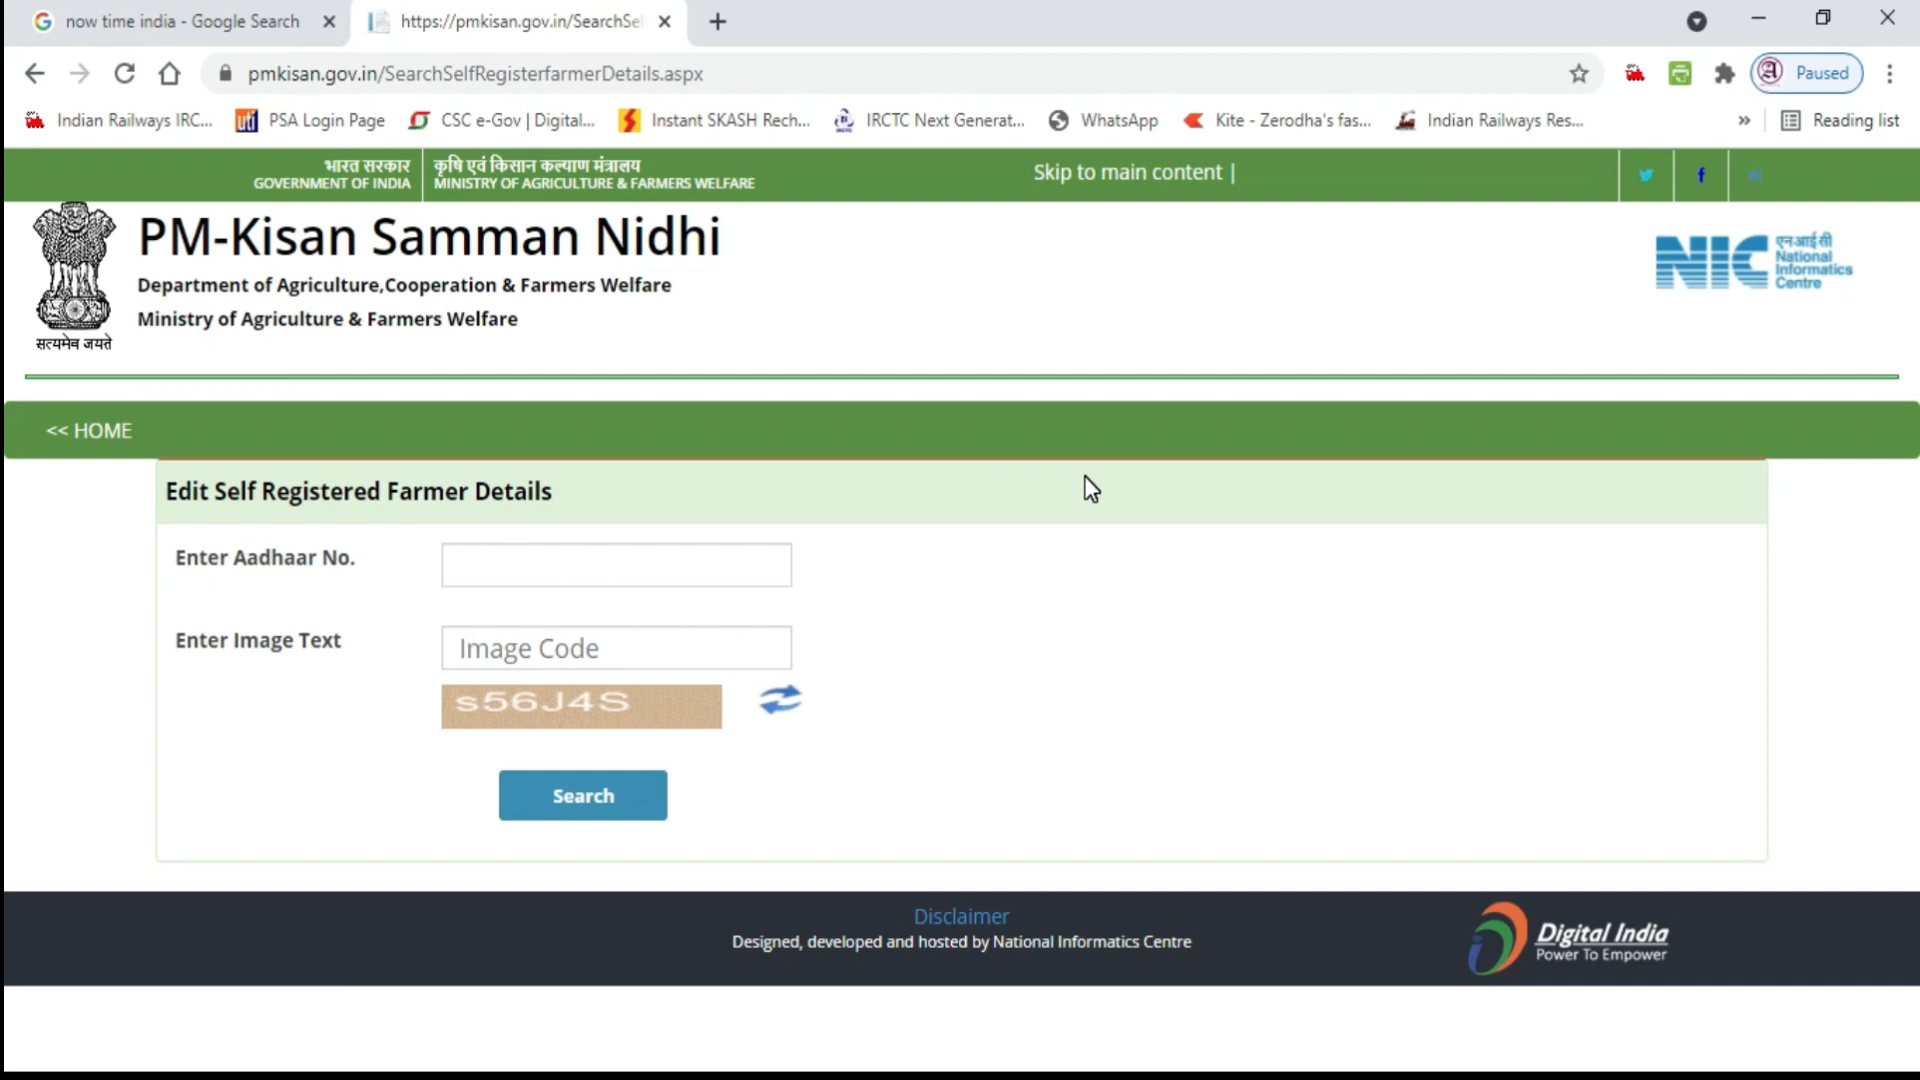 now time india - Google Search
https://pmkisan.gov.in/SearchSel
pmkisan.gov.in/SearchSelfRegisterfarmerDetails.aspx
Paused
Indian Railways IRC...
uti PSA Login Page
CSC e-Gov | Digital...
Instant SKASH Rech...
IRCTC Next Generat...
WhatsApp
Kite - Zerodha's fas...
Indian Railways Res...
»
Reading list
भारत सरकार
GOVERNMENT OF INDIA
कृषि एवं किसान कल्याण मंत्रालय
MINISTRY OF AGRICULTURE & FARMERS WELFARE
Skip to main content |
PM-Kisan Samman Nidhi
Department of Agriculture,Cooperation & Farmers Welfare
Ministry of Agriculture & Farmers Welfare
सत्यमेव जयते
NIC
एन आई सी
National
Informatics
Centre
<< HOME
Edit Self Registered Farmer Details
Enter Aadhaar No.
Enter Image Text
Image Code
s56J4S
Search
Disclaimer
Designed, developed and hosted by National Informatics Centre
Digital India
Power To Empower